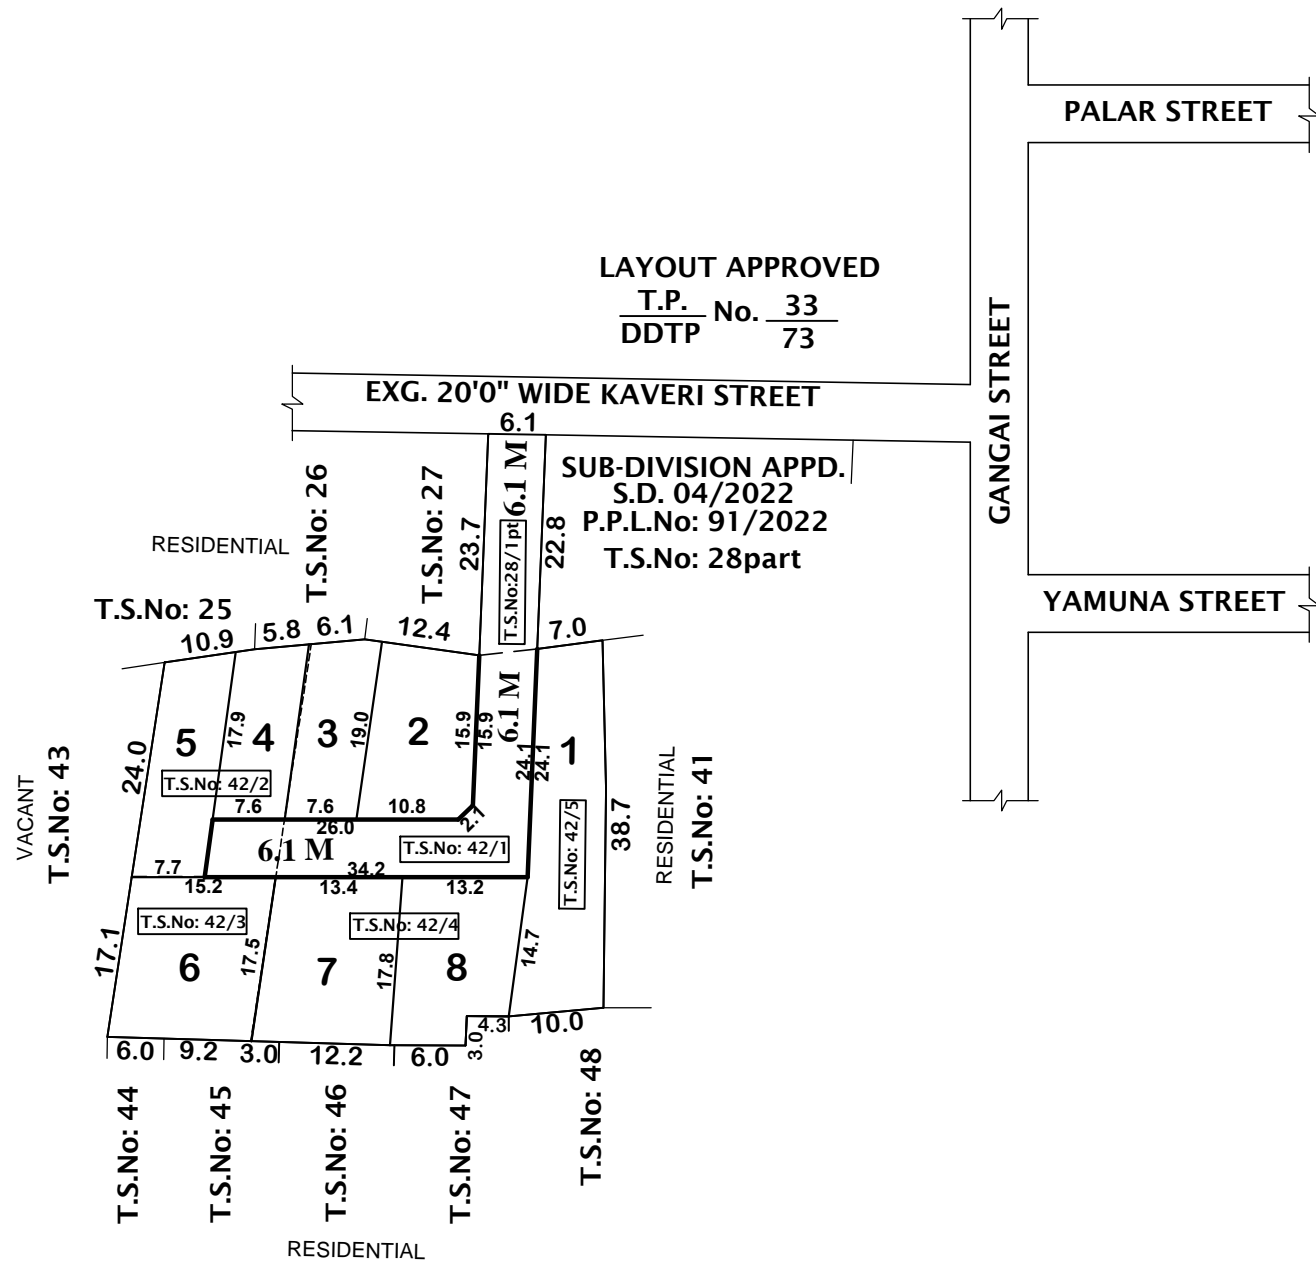 PALAR STREET
LAYOUT APPROVED
T.P.
DDTP
No.
33
73
GANGAI STREET
EXG. 20'0" WIDE KAVERI STREET
6.1
6.1 M
SUB-DIVISION APPD.
S.D. 04/2022
P.P.L.No: 91/2022
T.S.No: 28part
T.S.No: 26
T.S.No: 27
23.7
T.S.No:28/1pt
22.8
RESIDENTIAL
YAMUNA STREET
T.S.No: 25
10.9
5.8
6.1
12.4
7.0
6.1 M
5
17.9
4
3
19.0
2
15.9
15.9
24.1
24.1
1
24.0
T.S.No: 42/2
VACANT
T.S.No: 43
RESIDENTIAL
T.S.No: 41
38.7
7.6
7.6
10.8
2.1
26.0
6.1 M
T.S.No: 42/1
T.S.No: 42/5
7.7
34.2
15.2
13.4
13.2
T.S.No: 42/3
T.S.No: 42/4
17.1
6
17.5
7
17.8
8
14.7
6.0
9.2
3.0
12.2
6.0
3.0
4.3
10.0
T.S.No: 44
T.S.No: 45
T.S.No: 46
T.S.No: 47
T.S.No: 48
RESIDENTIAL